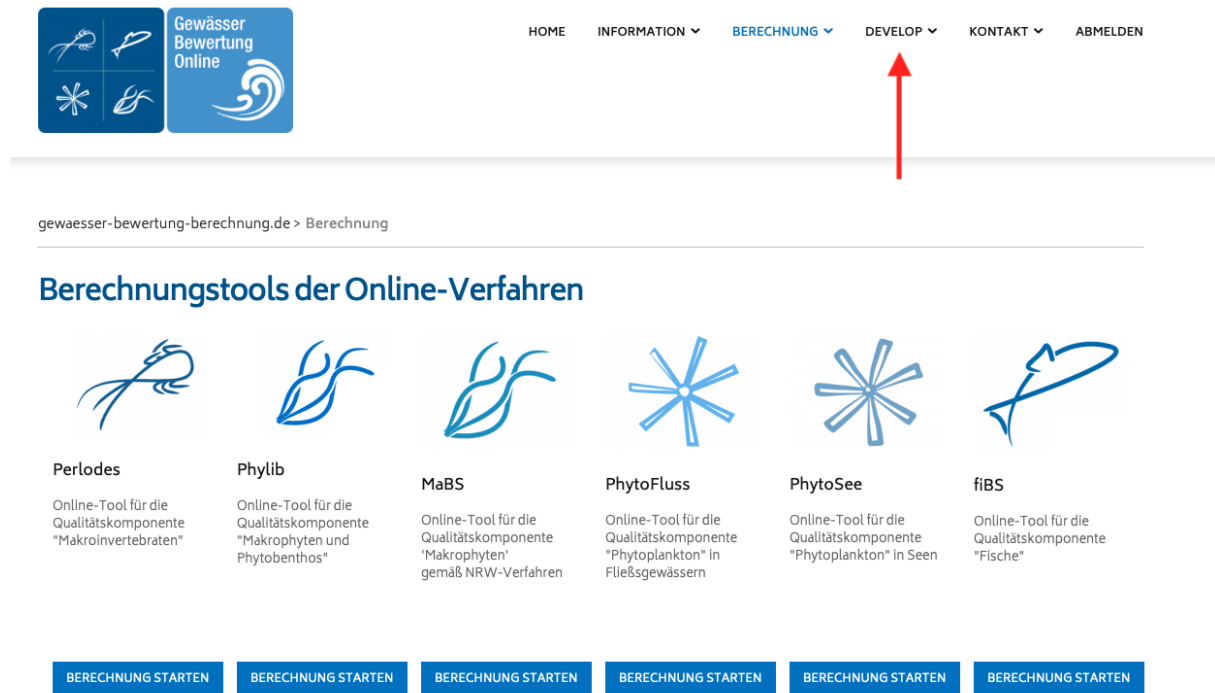 Gewässer
Bewertung
Online
HOME INFORMATION BERECHNUNG DEVELOP KONTAKT ABMELDEN
gewaesser-bewertung-berechnung.de > Berechnung
Berechnungstools der Online-Verfahren
Perlodes
Online-Tool für die
Qualitätskomponente
"Makroinvertebraten"
BERECHNUNG STARTEN
Phylib
Online-Tool für die
Qualitätskomponente
"Makrophyten und
Phytobenthos"
BERECHNUNG STARTEN
MaBS
Online-Tool für die
Qualitätskomponente
'Makrophyten'
gemäß NRW-Verfahren
BERECHNUNG STARTEN
PhytoFluss
Online-Tool für die
Qualitätskomponente
"Phytoplankton" in
Fließgewässern
BERECHNUNG STARTEN
PhytoSee
Online-Tool für die
Qualitätskomponente
"Phytoplankton" in Seen
BERECHNUNG STARTEN
fiBS
Online-Tool für die
Qualitätskomponente
"Fische"
BERECHNUNG STARTEN